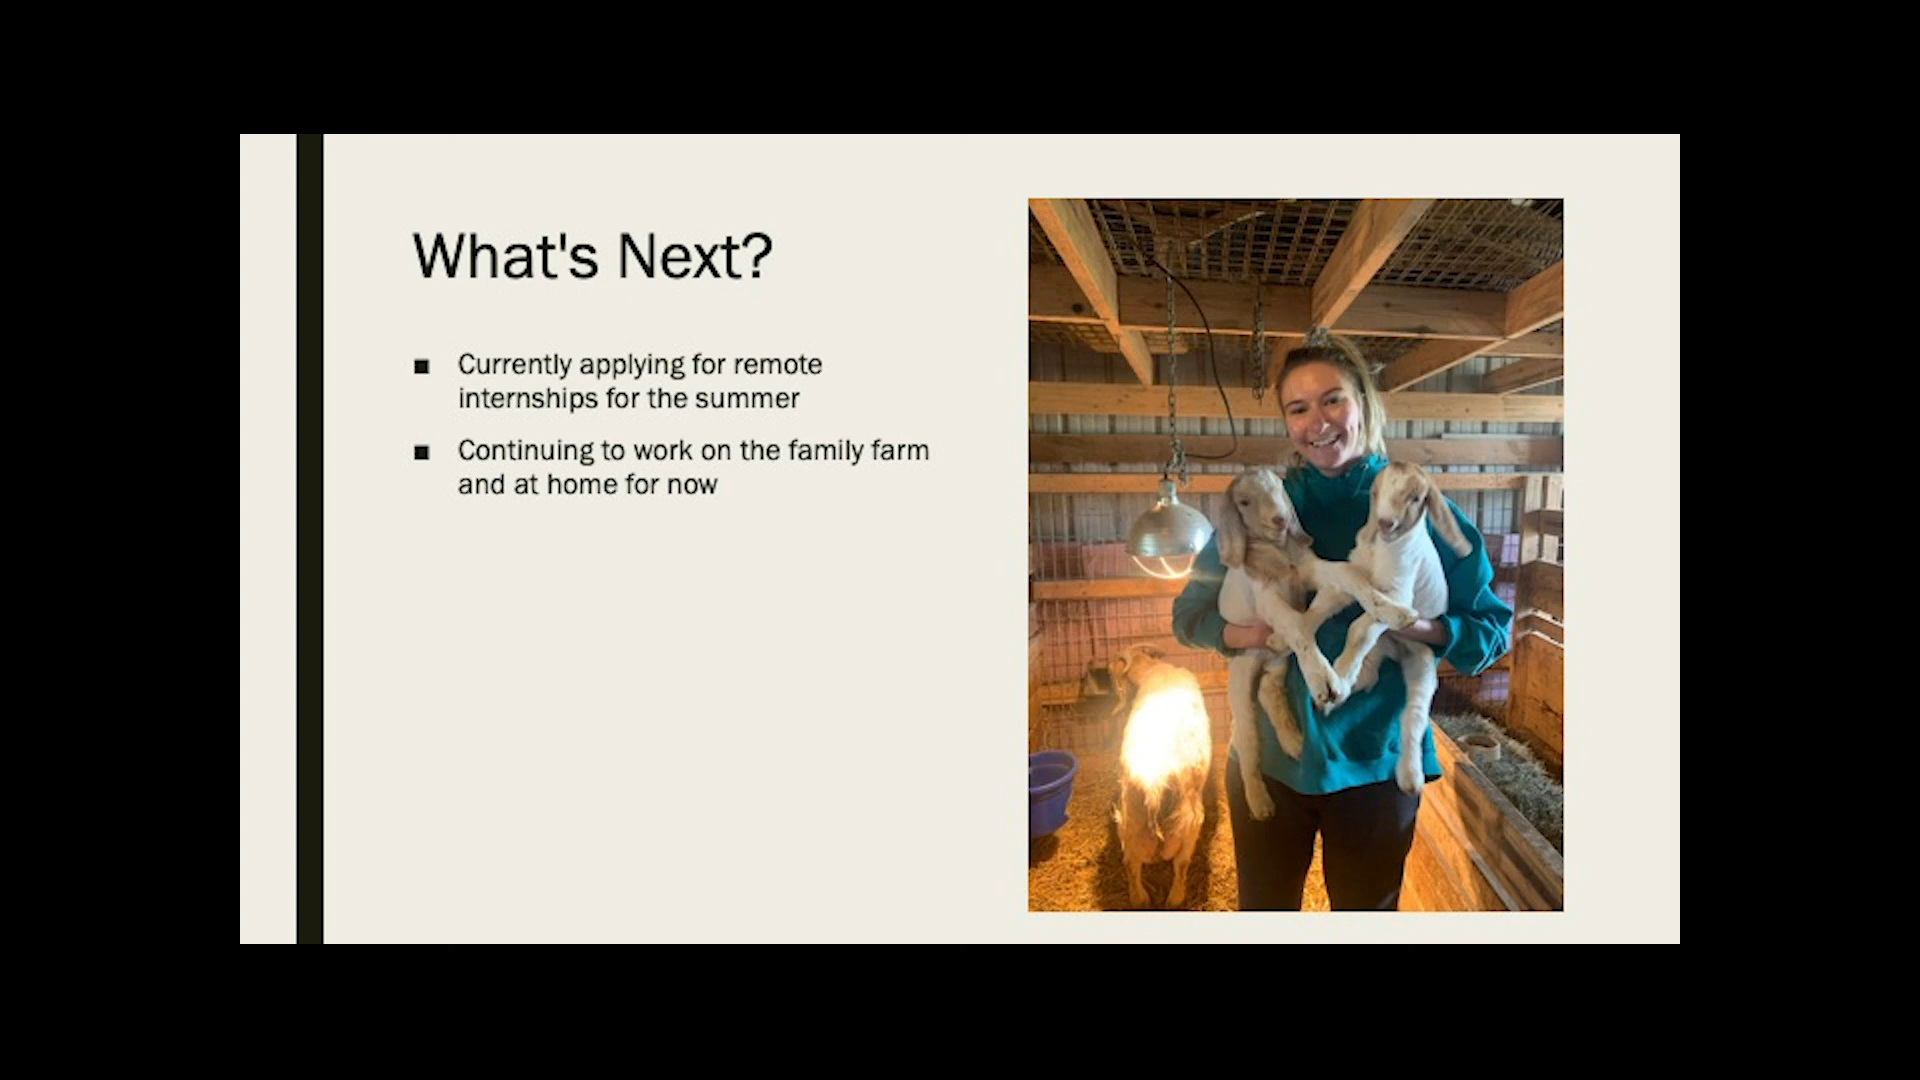 What's Next?
■ Currently applying for remote
internships for the summer
■ Continuing to work on the family farm
and at home for now